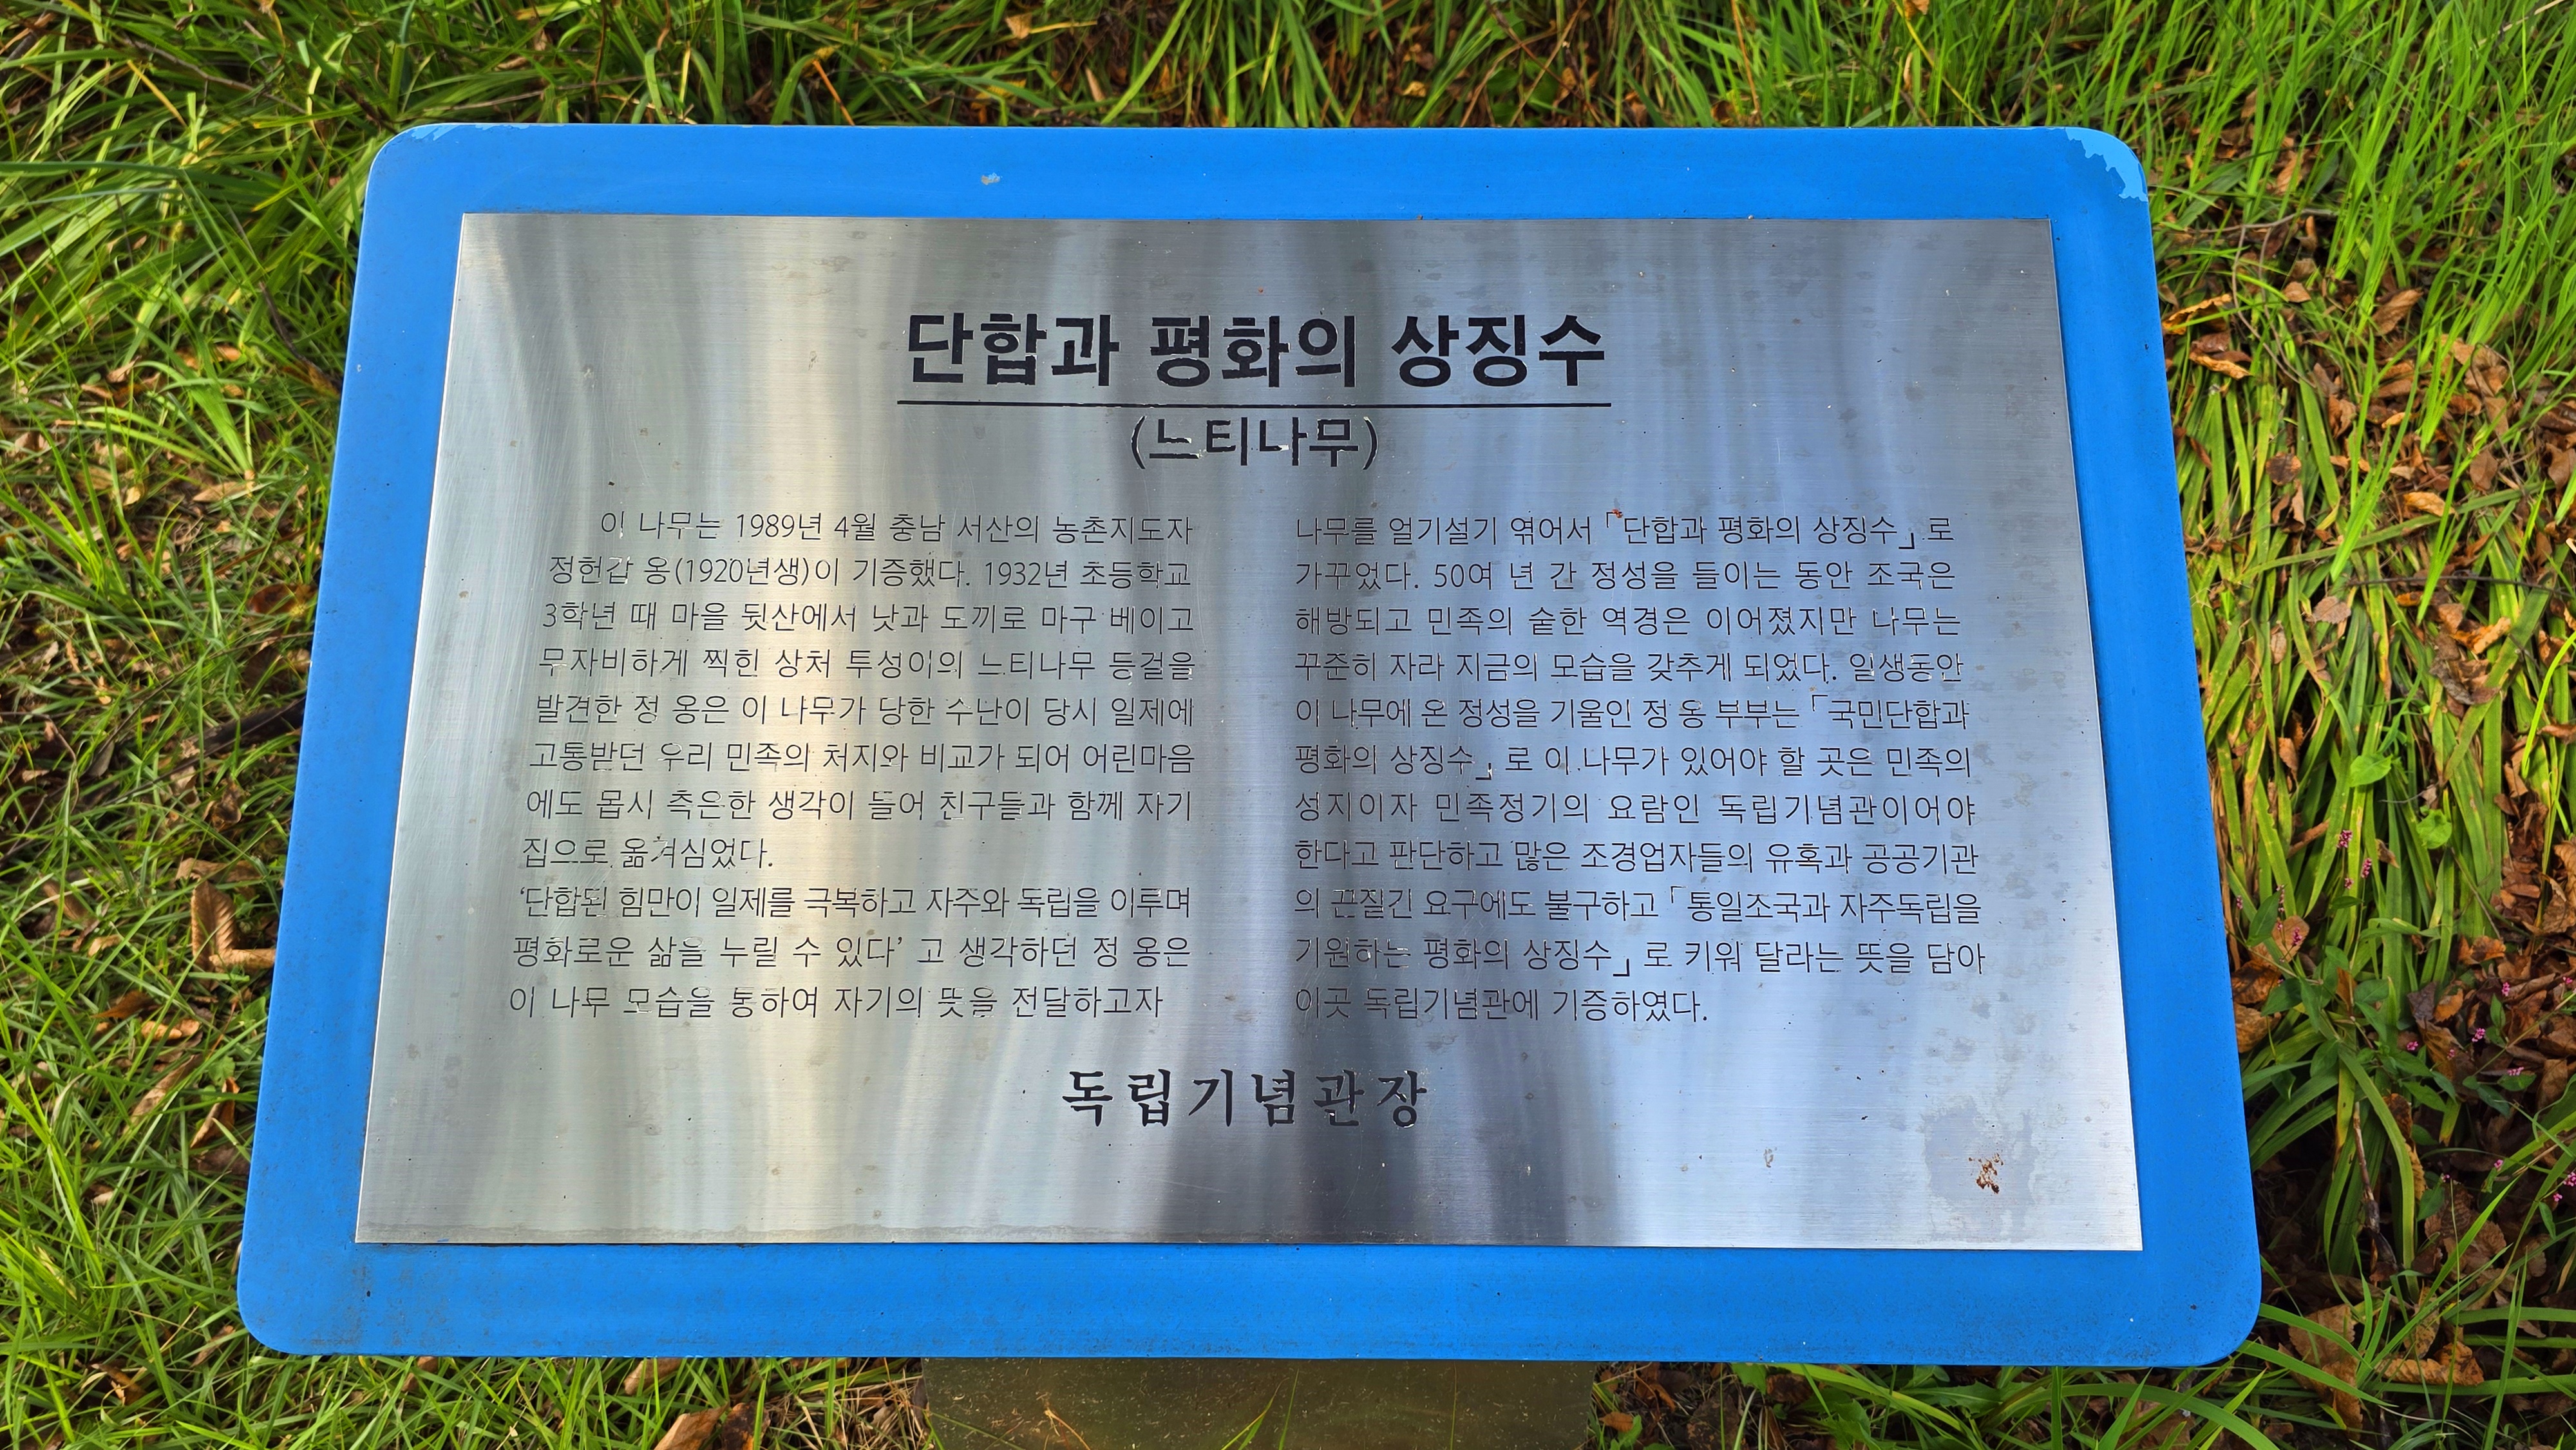 단합과 평화의 상징수
(느티나무)
이 나무는 1989년 4월 충남 서산의 농촌지도자
정헌갑 옹(1920년생)이 기증했다. 1932년 초등학교
3학년 때 마을 뒷산에서 낫과 도끼로 마구 베이고
무자비하게 찍힌 상처 투성이의 느티나무 등걸을
발견한 정 옹은 이 나무가 당한 수난이 당시 일제에
고통받던 우리 민족의 처지와 비교가 되어 어린마음
에도 몹시 측은한 생각이 들어 친구들과 함께 자기
집으로 옮겨심었다.
‘단합된 힘만이 일제를 극복하고 자주와 독립을 이루며
평화로운 삶을 누릴 수 있다’ 고 생각하던 정 옹은
이 나무 모습을 통하여 자기의 뜻을 전달하고자
나무를 얼기설기 엮어서 「단합과 평화의 상징수」로
가꾸었다. 50여 년 간 정성을 들이는 동안 조국은
해방되고 민족의 숱한 역경은 이어졌지만 나무는
꾸준히 자라 지금의 모습을 갖추게 되었다. 일생동안
이 나무에 온 정성을 기울인 정 옹 부부는 「국민단합과
평화의 상징수」로 이 나무가 있어야 할 곳은 민족의
성지이자 민족정기의 요람인 독립기념관이어야
한다고 판단하고 많은 조경업자들의 유혹과 공공기관
의 끈질긴 요구에도 불구하고 「통일조국과 자주독립을
기원하는 평화의 상징수」로 키워 달라는 뜻을 담아
이곳 독립기념관에 기증하였다.
독립기념관장